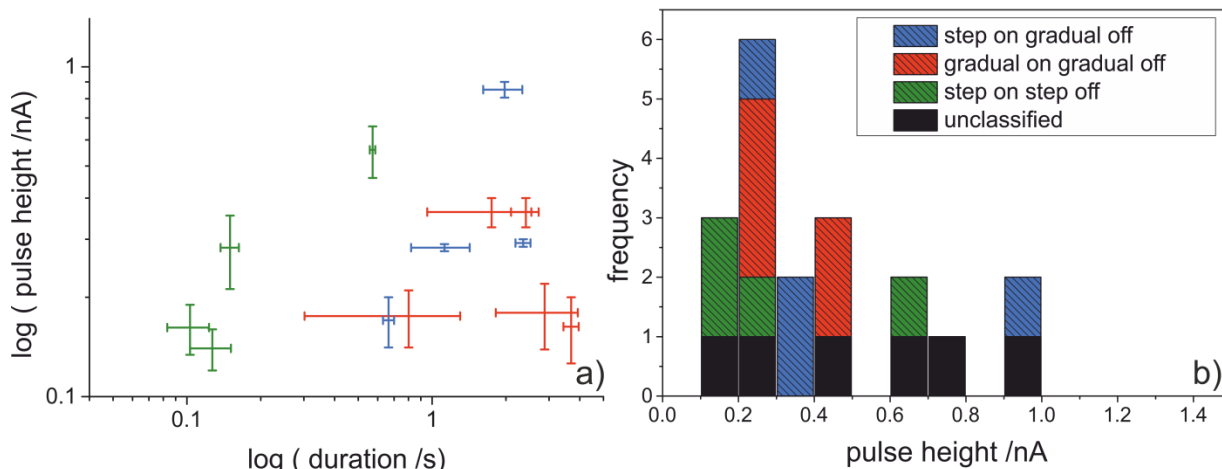 log ( pulse height /nA)
1
0.1
0.1
1
log ( duration /s)
a)
frequency
6
5
4
3
2
1
0
0.0
0.2
0.4
0.6
0.8
1.0
1.2
1.4
pulse height /nA
step on gradual off
gradual on gradual off
step on step off
unclassified
b)